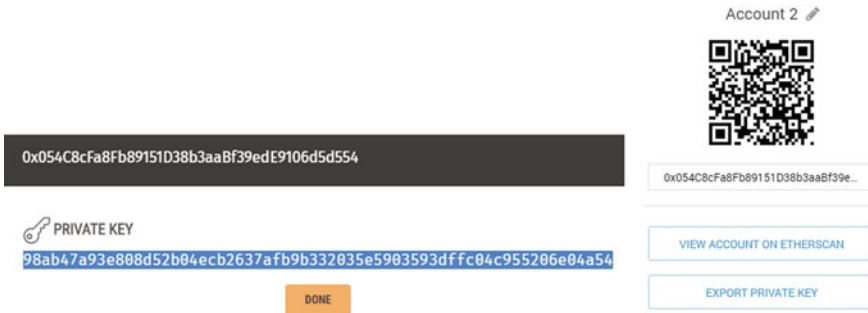 Account 2
0x054C8cFa8Fb89151D38b3aaBf39edE9106d5d554
0x054C8cFa8Fb89151D38b3aaBf39e...
PRIVATE KEY
98ab47a93e808d52b04ecb2637afb9b332035e5903593dffc04c955206e04a54
DONE
VIEW ACCOUNT ON ETHERSCAN
EXPORT PRIVATE KEY